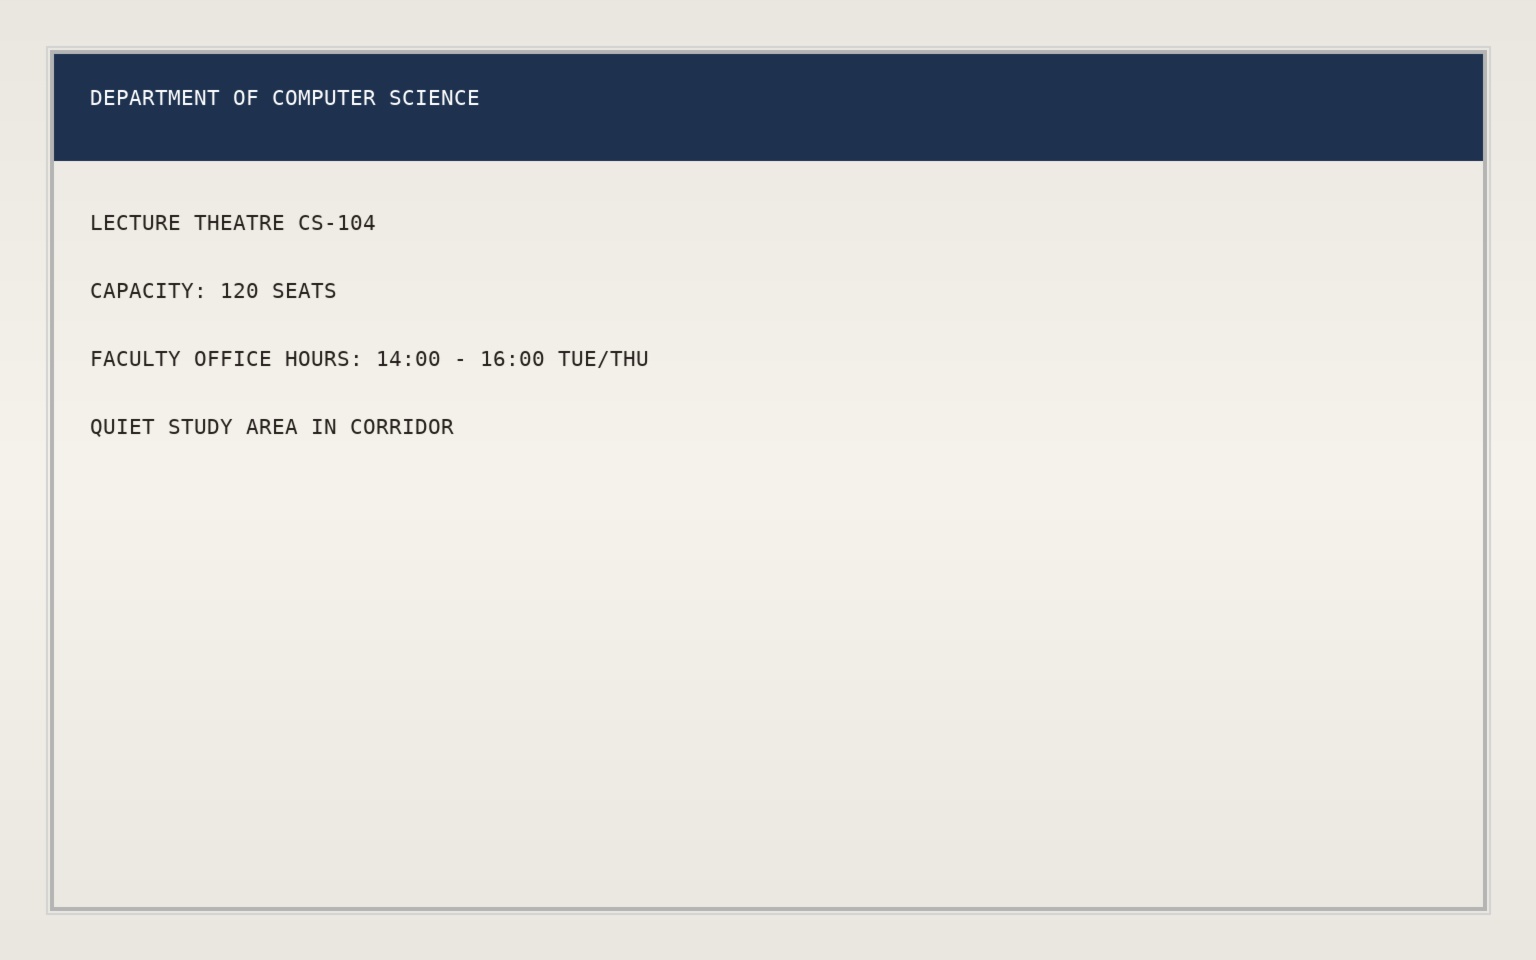 DEPARTMENT OF COMPUTER SCIENCE
LECTURE THEATRE CS-104
CAPACITY: 120 SEATS
FACULTY OFFICE HOURS: 14:00 - 16:00 TUE/THU
QUIET STUDY AREA IN CORRIDOR